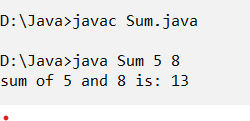 D:\Java>javac Sum.java
D:\Java>java Sum 5 8
sum of 5 and 8 is: 13